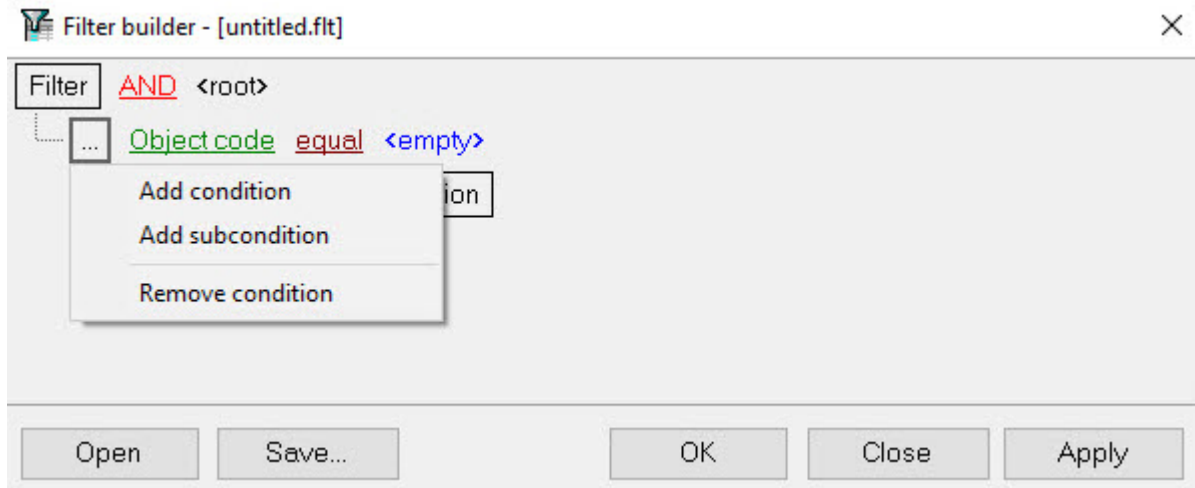 Filter builder - [untitled.flt]
Filter AND <root>
... Object code equal <empty>
Add condition
ion
Add subcondition
Remove condition
Open Save... OK Close Apply